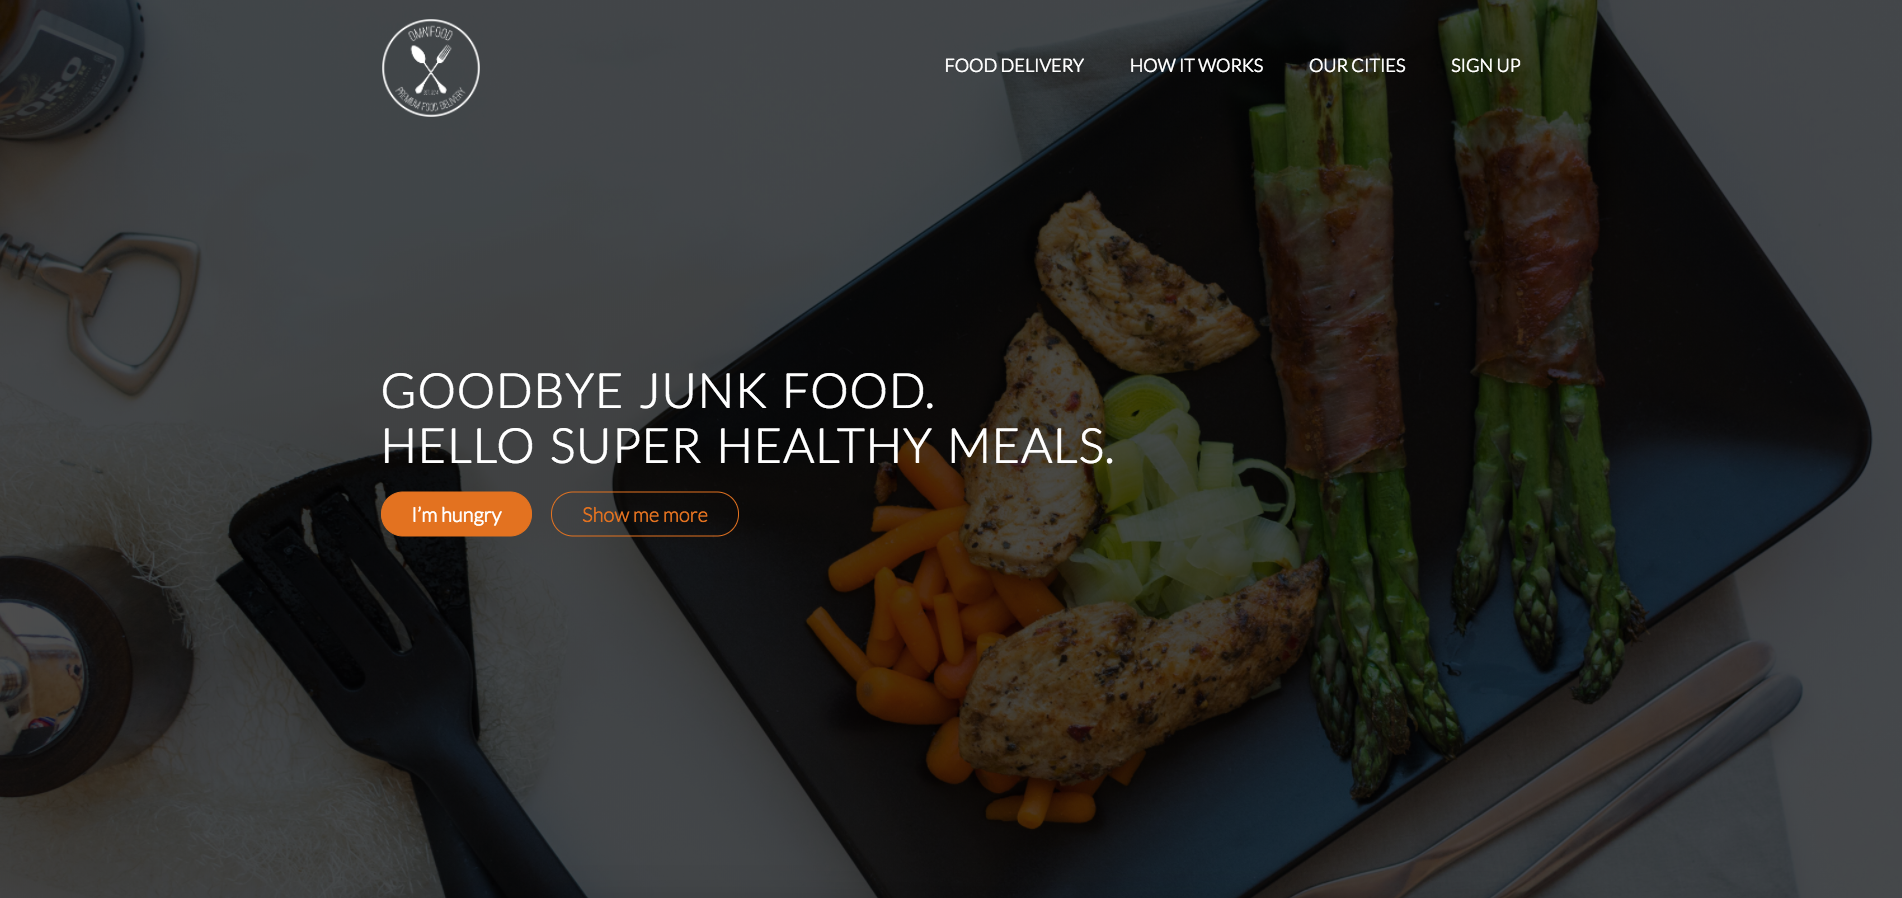 OMNIFOOD
PREMIUM FOOD DELIVERY
FOOD DELIVERY
HOW IT WORKS
OUR CITIES
SIGN UP
GOODBYE JUNK FOOD.
HELLO SUPER HEALTHY MEALS.
I'm hungry
Show me more